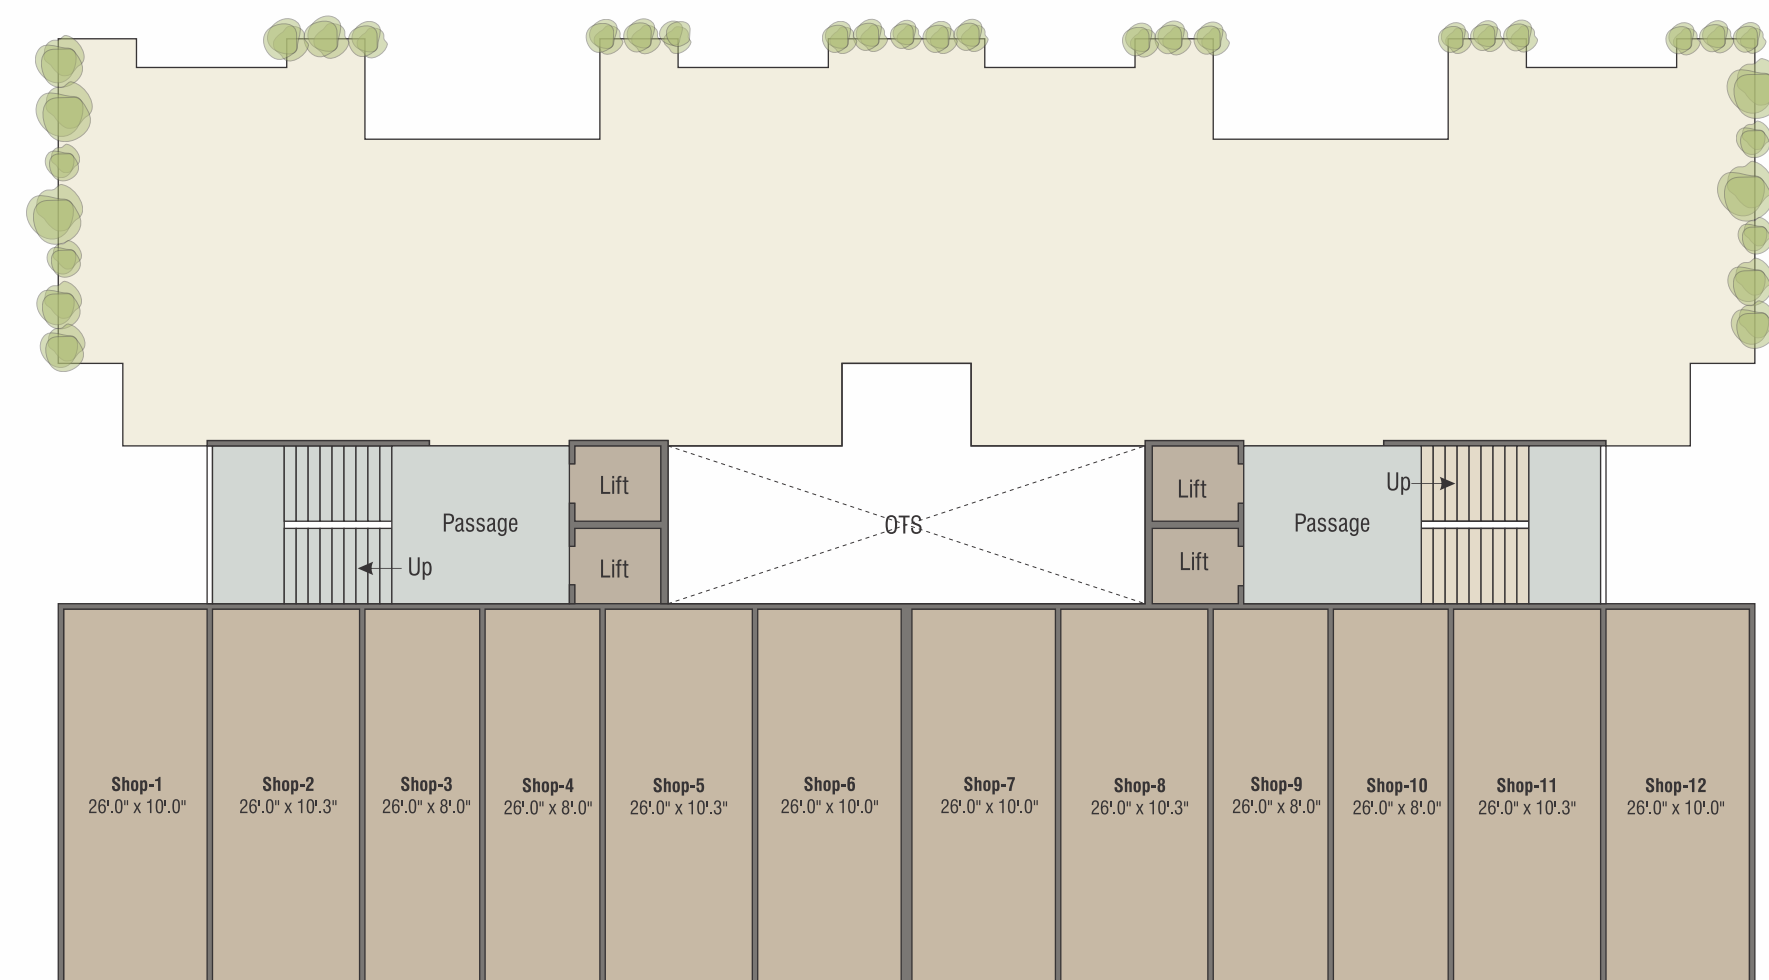 Lift
Lift
Passage
Up
OTS
Lift
Lift
Passage
Up
Shop-1
26'.0" x 10'.0"
Shop-2
26'.0" x 10'.3"
Shop-3
26'.0" x 8'.0"
Shop-4
26'.0" x 8'.0"
Shop-5
26'.0" x 10'.3"
Shop-6
26'.0" x 10'.0"
Shop-7
26'.0" x 10'.0"
Shop-8
26'.0" x 10'.3"
Shop-9
26'.0" x 8'.0"
Shop-10
26'.0" x 8'.0"
Shop-11
26'.0" x 10'.3"
Shop-12
26'.0" x 10'.0"